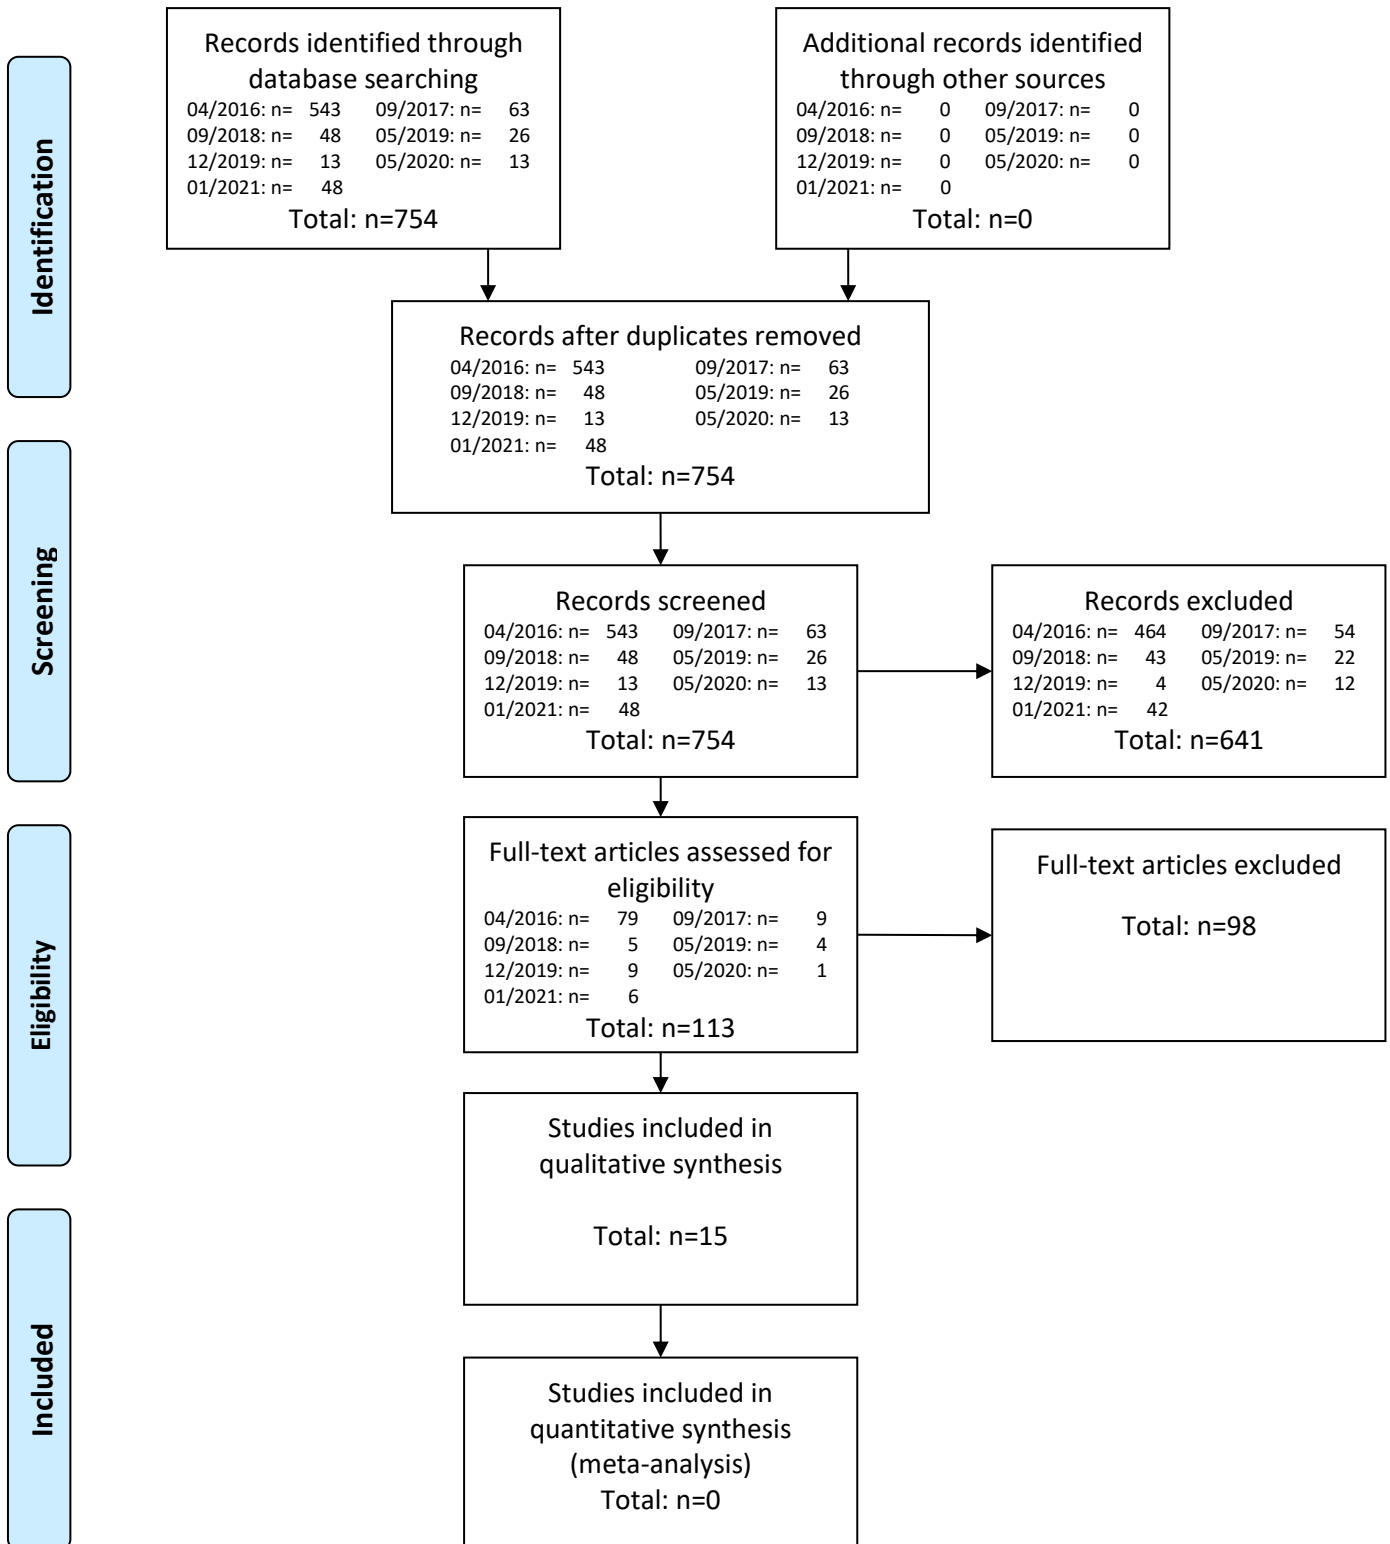 Identification
Records identified through
database searching
04/2016: n= 543 09/2017: n= 63
09/2018: n= 48 05/2019: n= 26
12/2019: n= 13 05/2020: n= 13
01/2021: n= 48
Total: n=754
Additional records identified
through other sources
04/2016: n= 0 09/2017: n= 0
09/2018: n= 0 05/2019: n= 0
12/2019: n= 0 05/2020: n= 0
01/2021: n= 0
Total: n=0
Records after duplicates removed
04/2016: n= 543 09/2017: n= 63
09/2018: n= 48 05/2019: n= 26
12/2019: n= 13 05/2020: n= 13
01/2021: n= 48
Total: n=754
Screening
Records screened
04/2016: n= 543 09/2017: n= 63
09/2018: n= 48 05/2019: n= 26
12/2019: n= 13 05/2020: n= 13
01/2021: n= 48
Total: n=754
Records excluded
04/2016: n= 464 09/2017: n= 54
09/2018: n= 43 05/2019: n= 22
12/2019: n= 4 05/2020: n= 12
01/2021: n= 42
Total: n=641
Eligibility
Full-text articles assessed for
eligibility
04/2016: n= 79 09/2017: n= 9
09/2018: n= 5 05/2019: n= 4
12/2019: n= 9 05/2020: n= 1
01/2021: n= 6
Total: n=113
Full-text articles excluded
Total: n=98
Studies included in
qualitative synthesis
Total: n=15
Included
Studies included in
quantitative synthesis
(meta-analysis)
Total: n=0